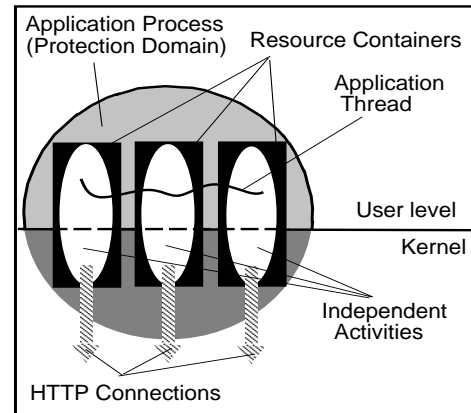 Application Process
(Protection Domain)
Resource Containers
Application
Thread
User level
Kernel
Independent
Activities
HTTP Connections